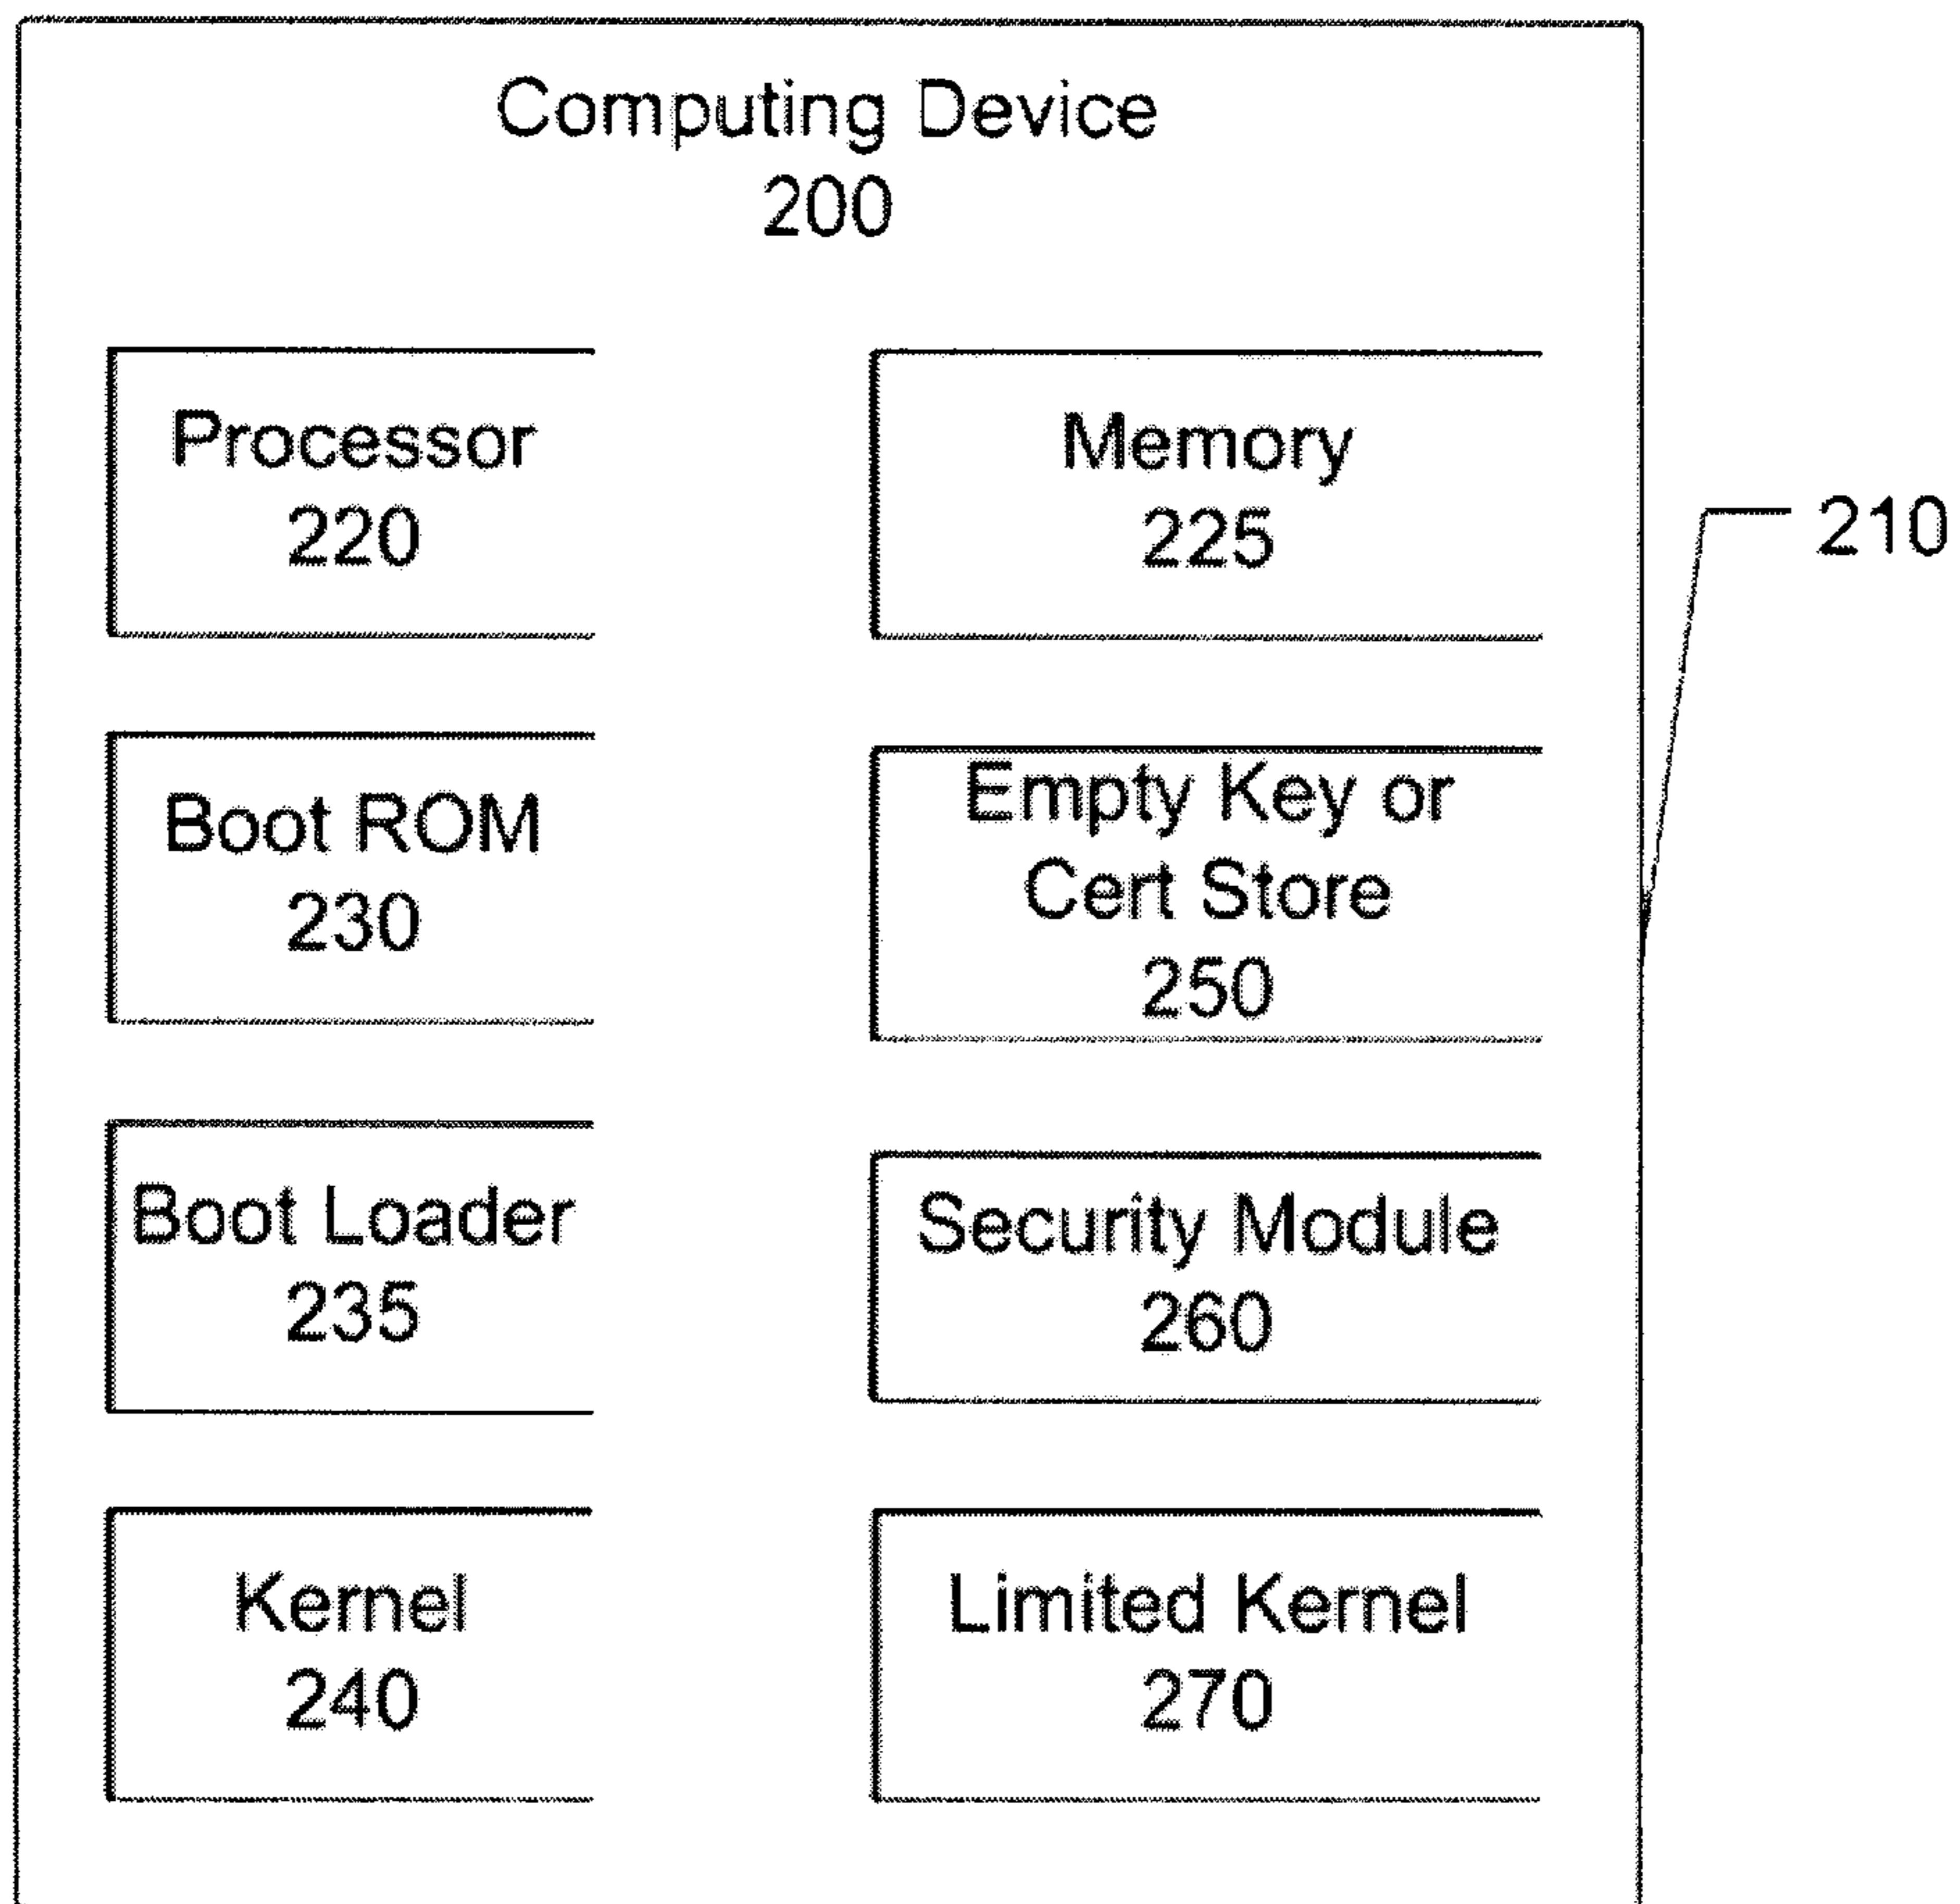 Computing Device
200
Processor
220
Memory
225
210
Boot ROM
230
Empty Key or
Cert Store
250
Boot Loader
235
Security Module
260
Kernel
240
Limited Kernel
270